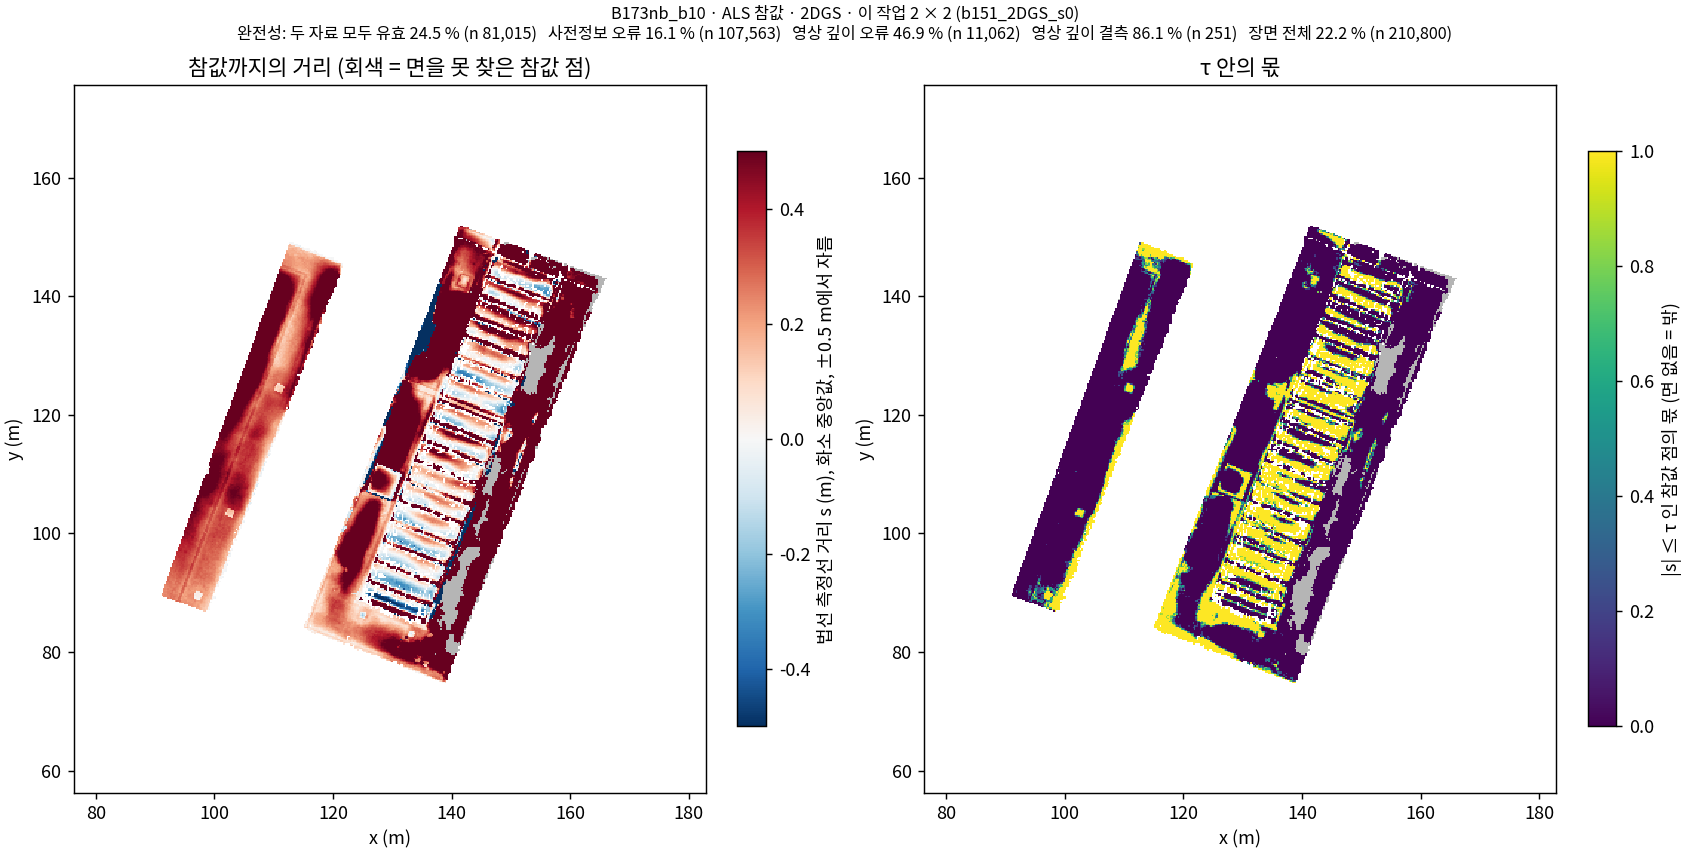 B173nb_b10 · ALS 참값 · 2DGS · 이 작업 2 × 2 (b151_2DGS_s0)
완전성: 두 자료 모두 유효 24.5 % (n 81,015)   사전정보 오류 16.1 % (n 107,563)   영상 깊이 오류 46.9 % (n 11,062)   영상 깊이 결측 86.1 % (n 251)   장면 전체 22.2 % (n 210,800)
참값까지의 거리 (회색 = 면을 못 찾은 참값 점)
160
140
120
100
80
60
y (m)
80 100 120 140 160 180
x (m)
0.4
0.2
0.0
-0.2
-0.4
법선 측정선 거리 s (m), 화소 중앙값, ±0.5 m에서 자름
τ 안의 몫
160
140
120
100
80
60
y (m)
80 100 120 140 160 180
x (m)
1.0
0.8
0.6
0.4
0.2
0.0
|s| ≤ τ 인 참값 점의 몫 (면 없음 = 밖)